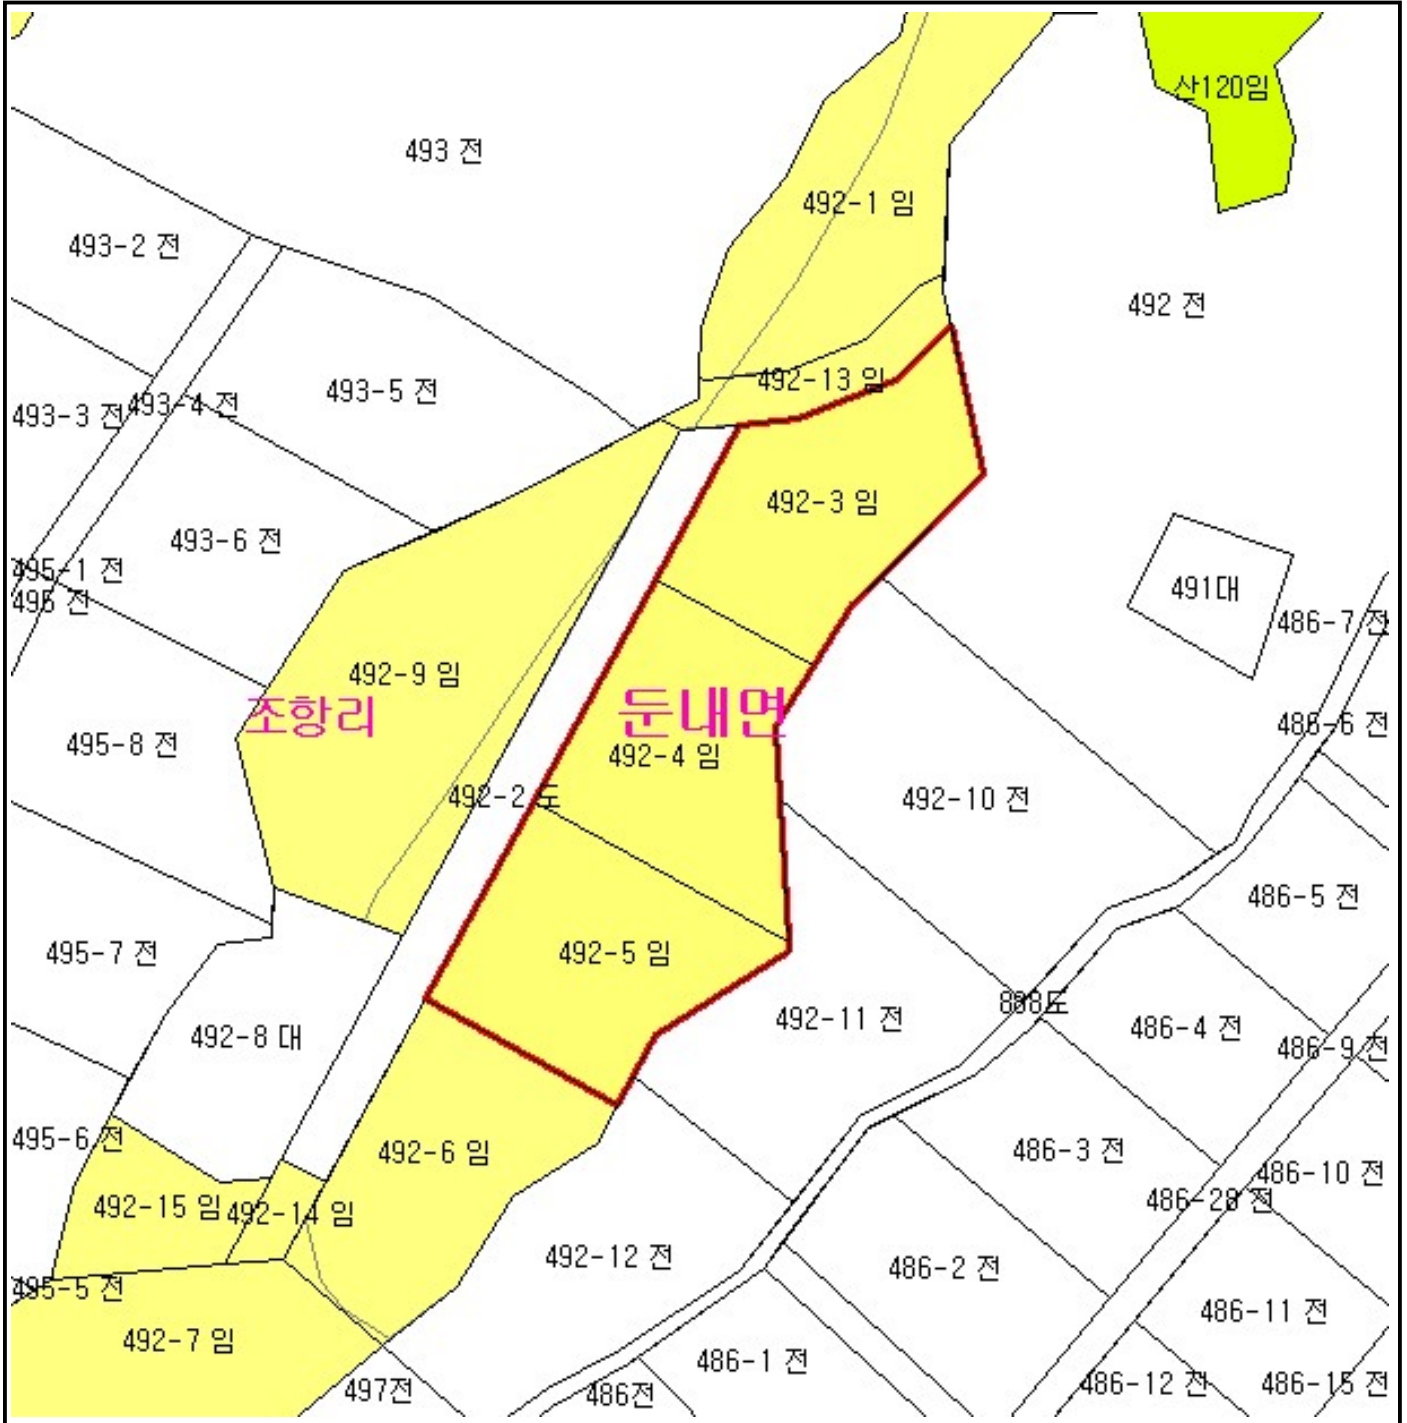 산120임
493 전
492-1 임
493-2 전
492 전
492-13 임
493-5 전
493-3 전
493-4 전
492-3 임
493-6 전
495-1 전
491대
495 전
486-7 전
492-9 임
조항리
둔내면
486-6 전
495-8 전
492-4 임
492-2 도
492-10 전
486-5 전
495-7 전
492-5 임
888도
492-11 전
486-4 전
492-8 대
486-9 전
495-6 전
492-6 임
486-3 전
486-10 전
492-15 임
492-14 임
486-20 전
492-12 전
486-2 전
495-5 전
486-11 전
492-7 임
486-1 전
497전
486전
486-12 전
486-15 전